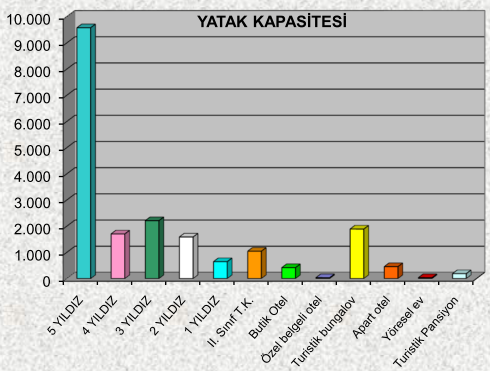 YATAK KAPASİTESİ
10.000
9.000
8.000
7.000
6.000
5.000
4.000
3.000
2.000
1.000
0
5 YILDIZ
4 YILDIZ
3 YILDIZ
2 YILDIZ
1 YILDIZ
II. Sınıf T.K.
Butik Otel
Özel belgeli otel
Turistik bungalov
Apart otel
Yöresel ev
Turistik Pansiyon